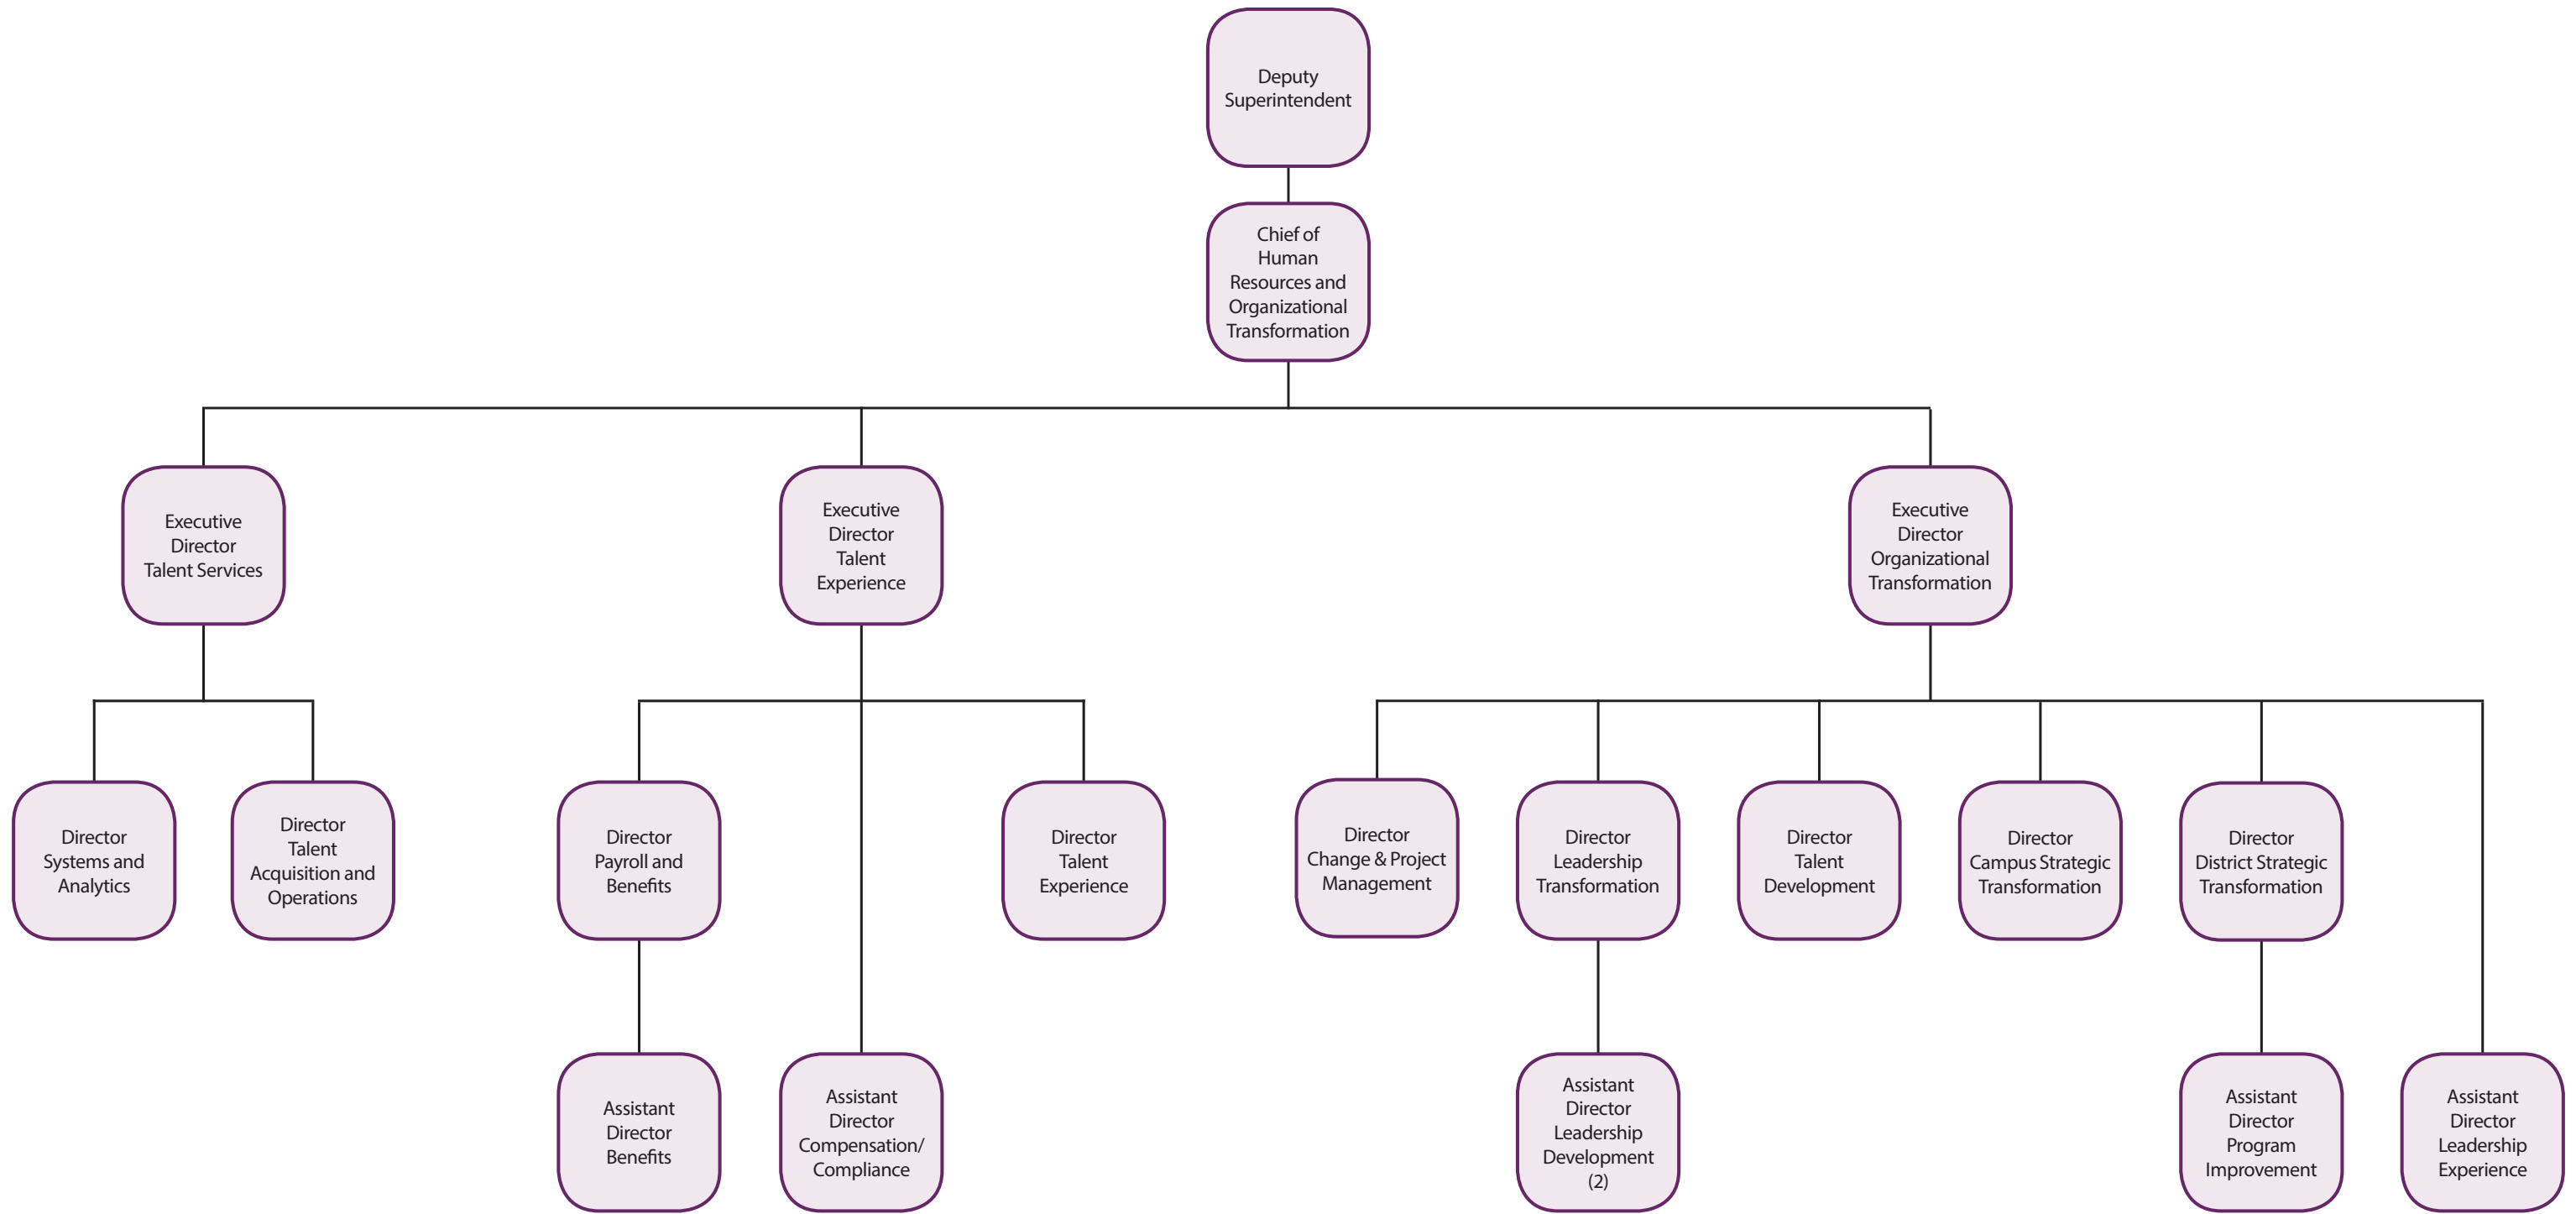 Deputy
Superintendent
Chief of
Human
Resources and
Organizational
Transformation
Executive
Director
Talent Services
Executive
Director
Talent
Experience
Executive
Director
Organizational
Transformation
Director
Systems and
Analytics
Director
Talent
Acquisition and
Operations
Director
Payroll and
Benefits
Director
Talent
Experience
Director
Change & Project
Management
Director
Leadership
Transformation
Director
Talent
Development
Director
Campus Strategic
Transformation
Director
District Strategic
Transformation
Assistant
Director
Benefits
Assistant
Director
Compensation/
Compliance
Assistant
Director
Leadership
Development
(2)
Assistant
Director
Program
Improvement
Assistant
Director
Leadership
Experience